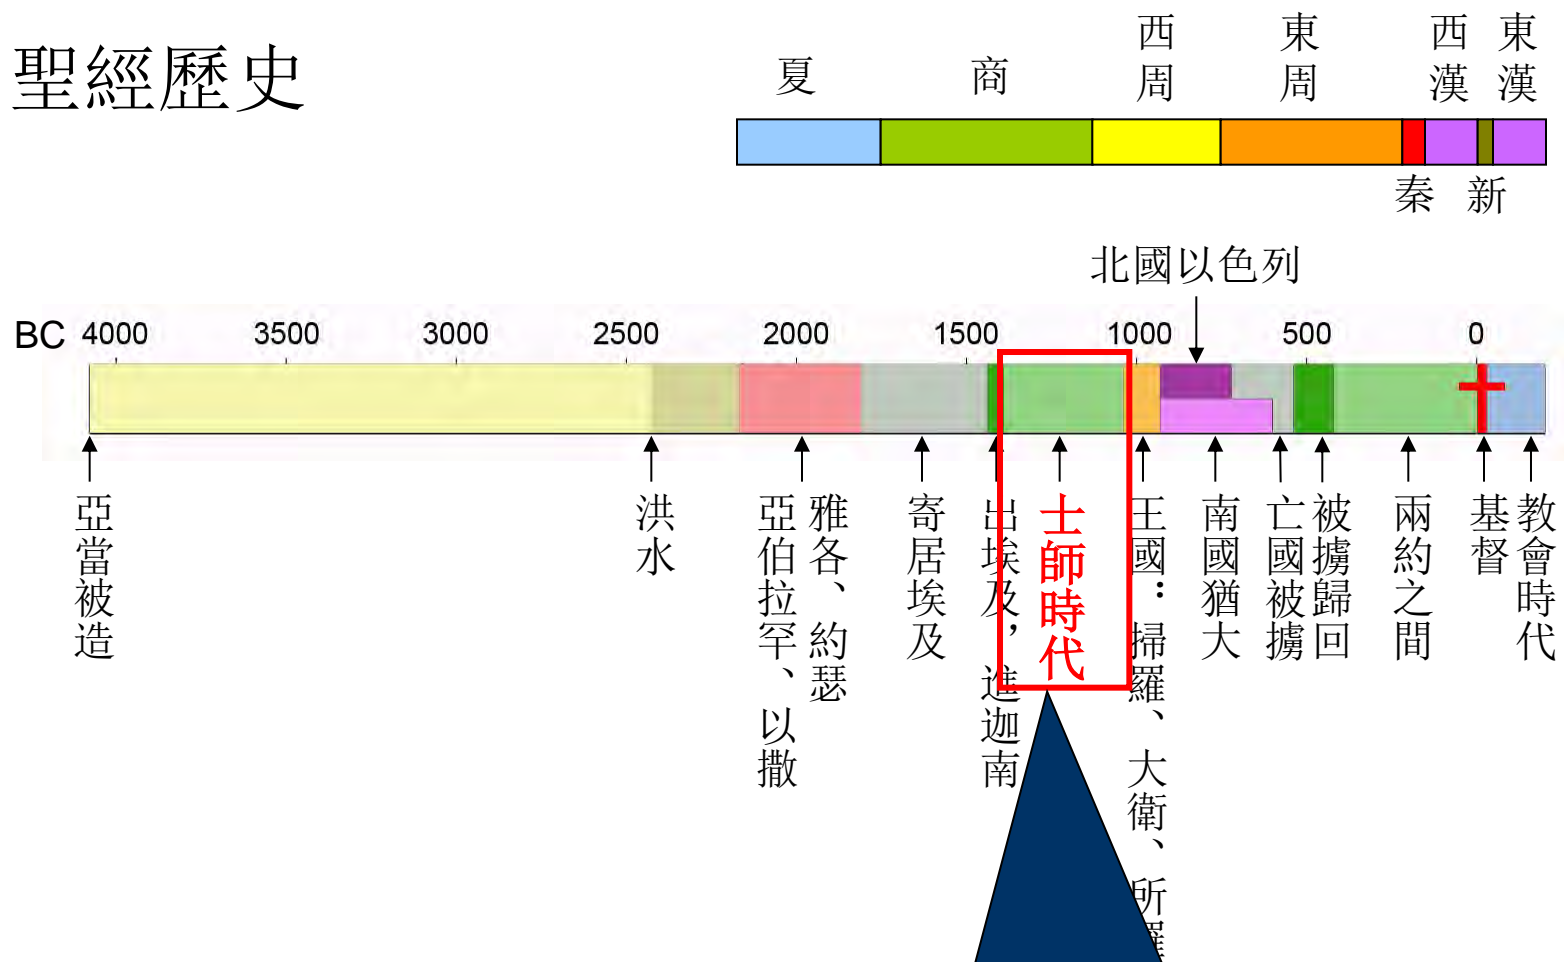 聖經歷史
夏
商
西周
東周
西漢
東漢
秦
新
北國以色列
BC 4000 3500 3000 2500 2000 1500 1000 500 0
亞當被造
洪水
亞伯拉罕、以撒
雅各、約瑟
寄居埃及
出埃及，進迦南
士師時代
王國：掃羅、大衛、所羅
南國猶大
亡國被擄
被擄歸回
兩約之間
基督
教會時代